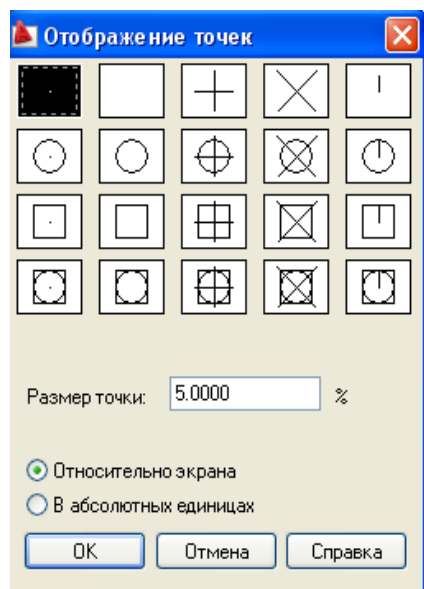 Отображение точек
Размер точки: 5.0000 %
Относительно экрана
В абсолютных единицах
OK Отмена Справка